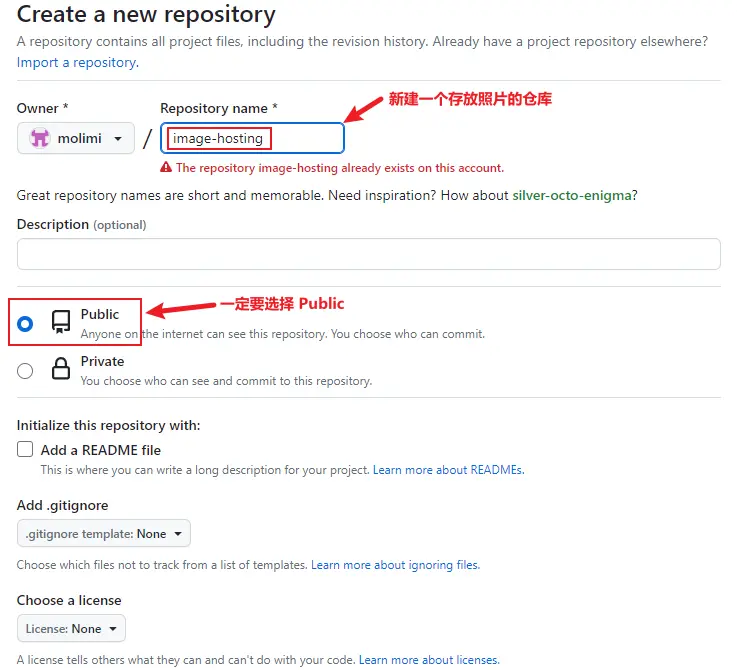 Create a new repository
A repository contains all project files, including the revision history. Already have a project repository elsewhere?
Import a repository.
Owner *
Repository name *
新建一个存放照片的仓库
molimi
/
image-hosting
The repository image-hosting already exists on this account.
Great repository names are short and memorable. Need inspiration? How about silver-octo-enigma?
Description (optional)
一定要选择 Public
Public
Anyone on the internet can see this repository. You choose who can commit.
Private
You choose who can see and commit to this repository.
Initialize this repository with:
Add a README file
This is where you can write a long description for your project. Learn more about READMEs.
Add .gitignore
.gitignore template: None
Choose which files not to track from a list of templates. Learn more about ignoring files.
Choose a license
License: None
A license tells others what they can and can't do with your code. Learn more about licenses.